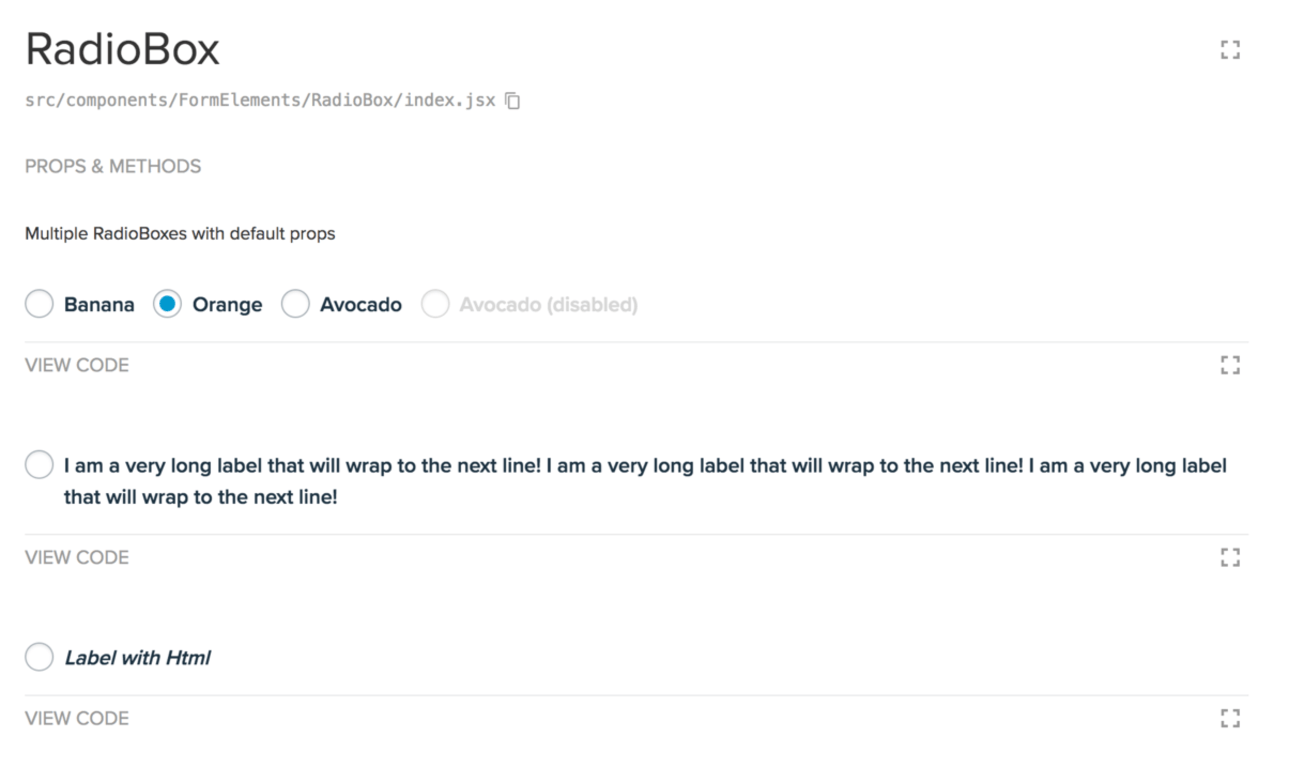 RadioBox
src/components/FormElements/RadioBox/index.jsx
PROPS & METHODS
Multiple RadioBoxes with default props
Banana Orange Avocado Avocado (disabled)
VIEW CODE
I am a very long label that will wrap to the next line! I am a very long label that will wrap to the next line! I am a very long label
that will wrap to the next line!
VIEW CODE
Label with Html
VIEW CODE